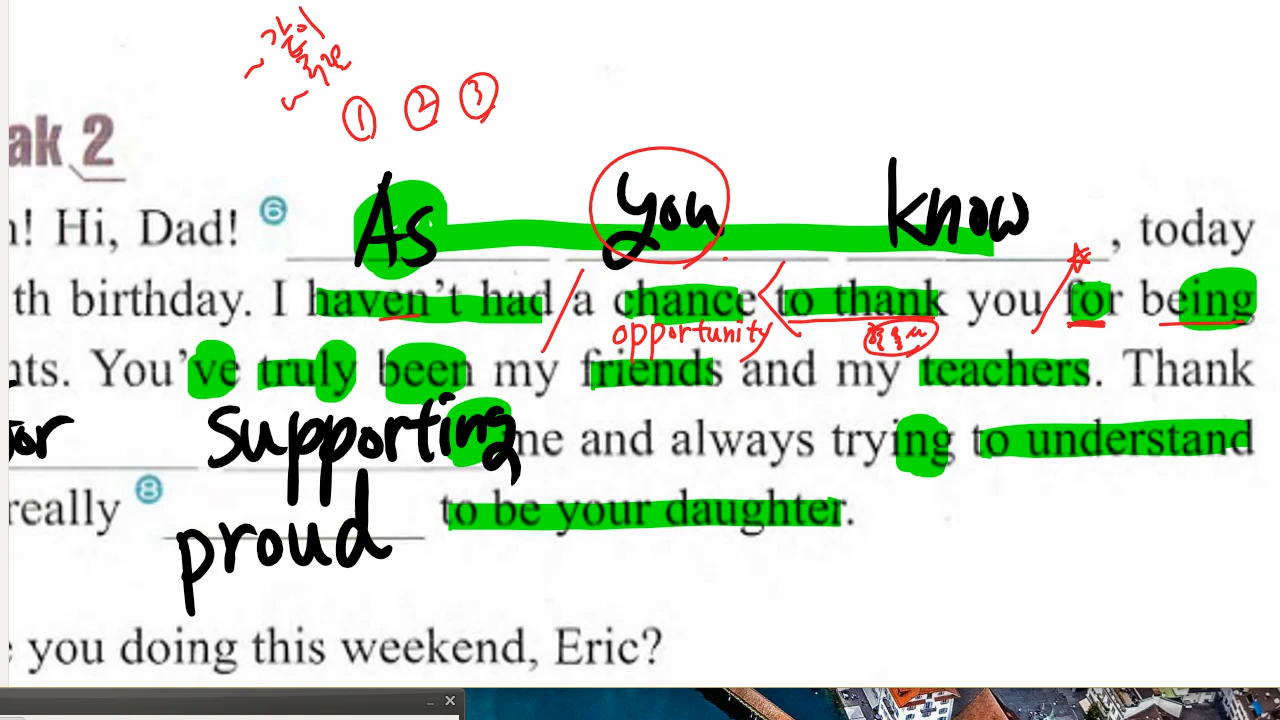 같이
① ② ③
ak 2
! Hi, Dad! ⑥ As you know, today
th birthday. I haven't had a chance to thank you for being
opportunity
nts. You've truly been my friends and my teachers. Thank
for supporting me and always trying to understand
really ⑧ proud to be your daughter.
you doing this weekend, Eric?